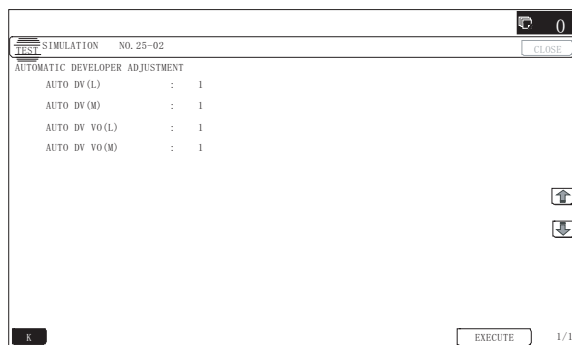 0
TEST SIMULATION NO. 25-02 CLOSE
AUTOMATIC DEVELOPER ADJUSTMENT
AUTO DV(L) : 1
AUTO DV(M) : 1
AUTO DV VO(L) : 1
AUTO DV VO(M) : 1
K EXECUTE 1/1